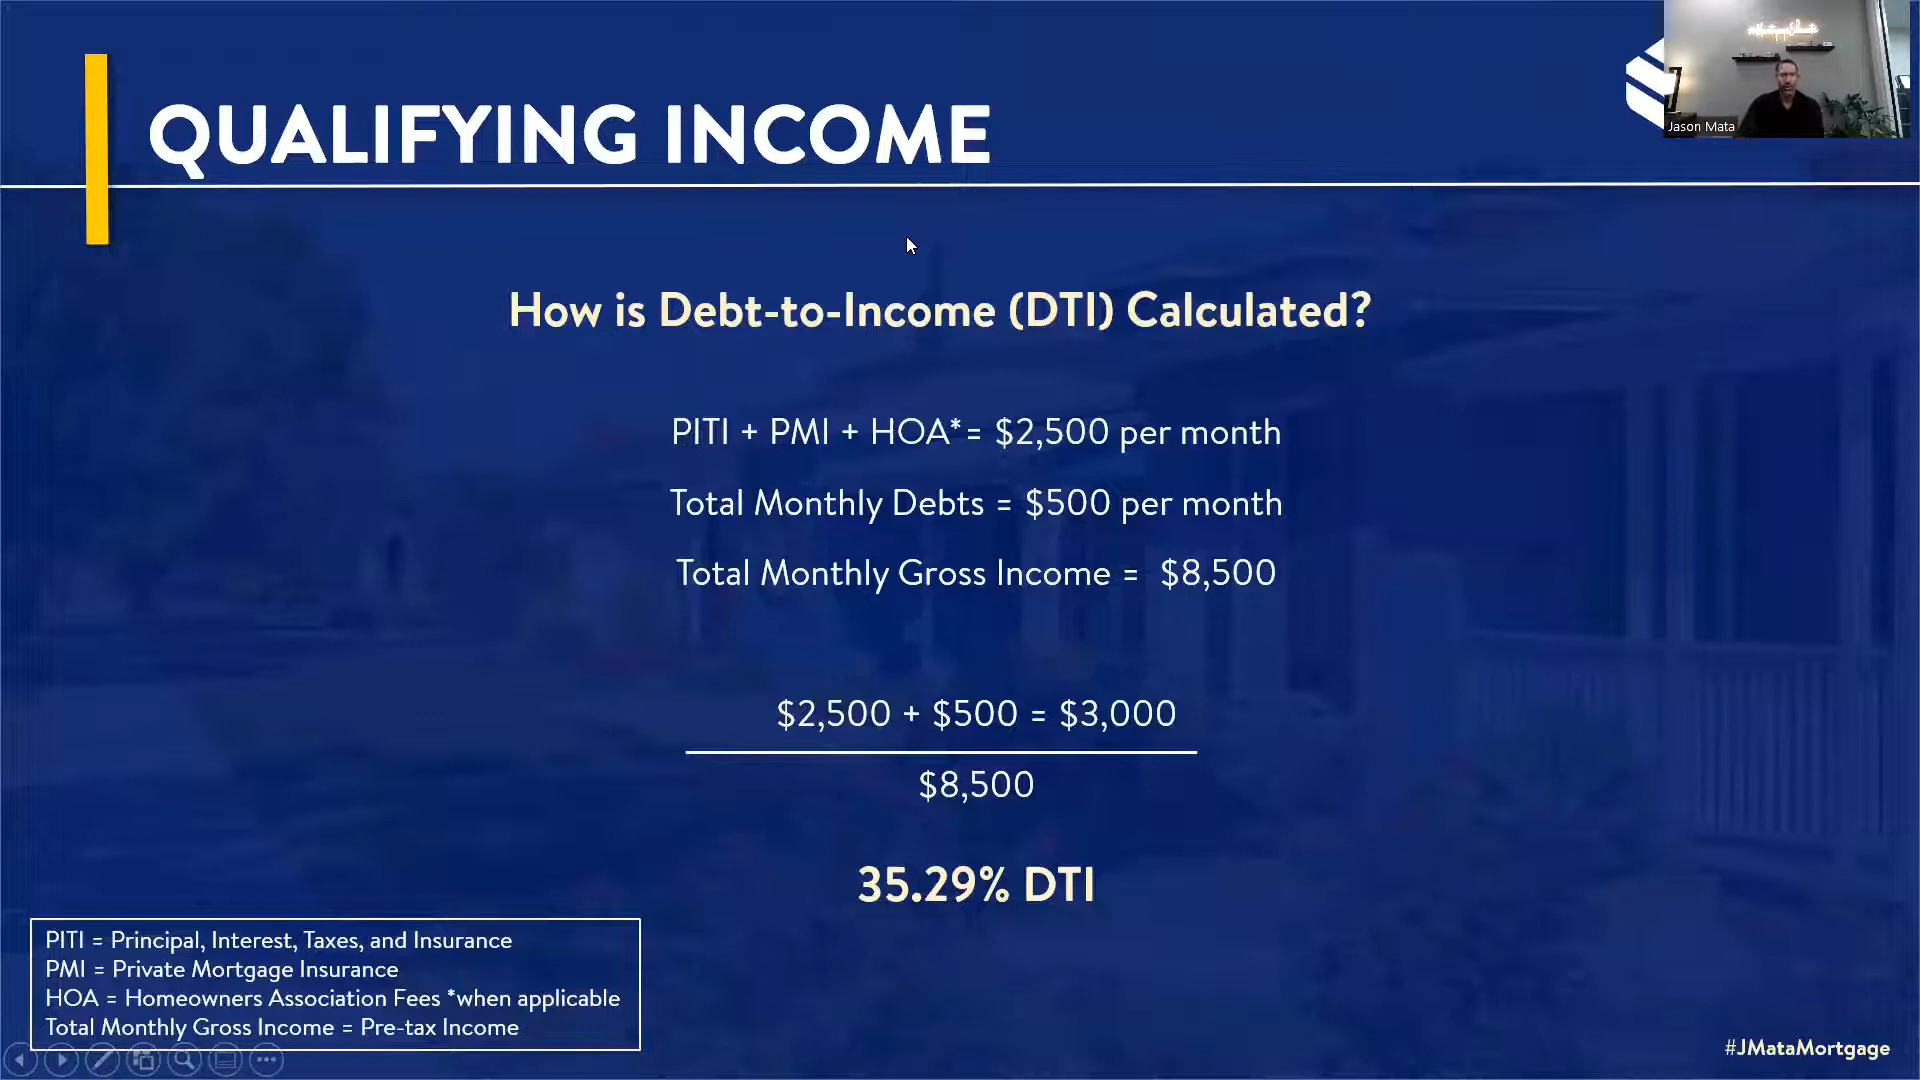 QUALIFYING INCOME
Jason Mata
How is Debt-to-Income (DTI) Calculated?
PITI + PMI + HOA*= $2,500 per month
Total Monthly Debts = $500 per month
Total Monthly Gross Income = $8,500
$2,500 + $500 = $3,000
$8,500
35.29% DTI
PITI = Principal, Interest, Taxes, and Insurance
PMI = Private Mortgage Insurance
HOA = Homeowners Association Fees *when applicable
Total Monthly Gross Income = Pre-tax Income
#JMataMortgage